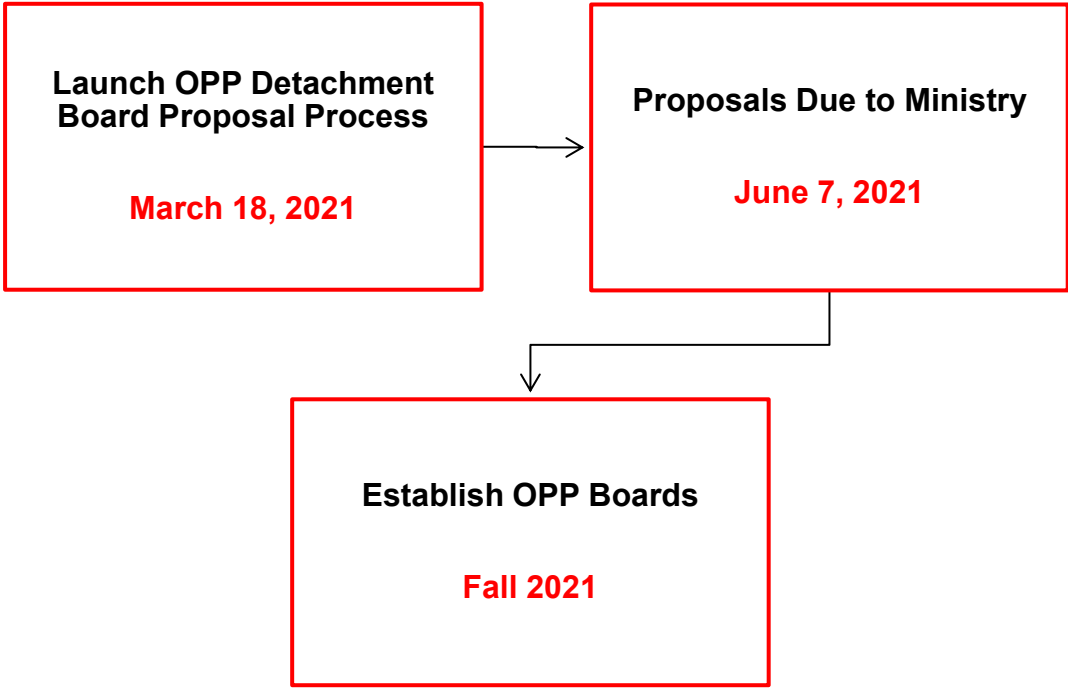 Launch OPP Detachment
Board Proposal Process
March 18, 2021
Proposals Due to Ministry
June 7, 2021
Establish OPP Boards
Fall 2021